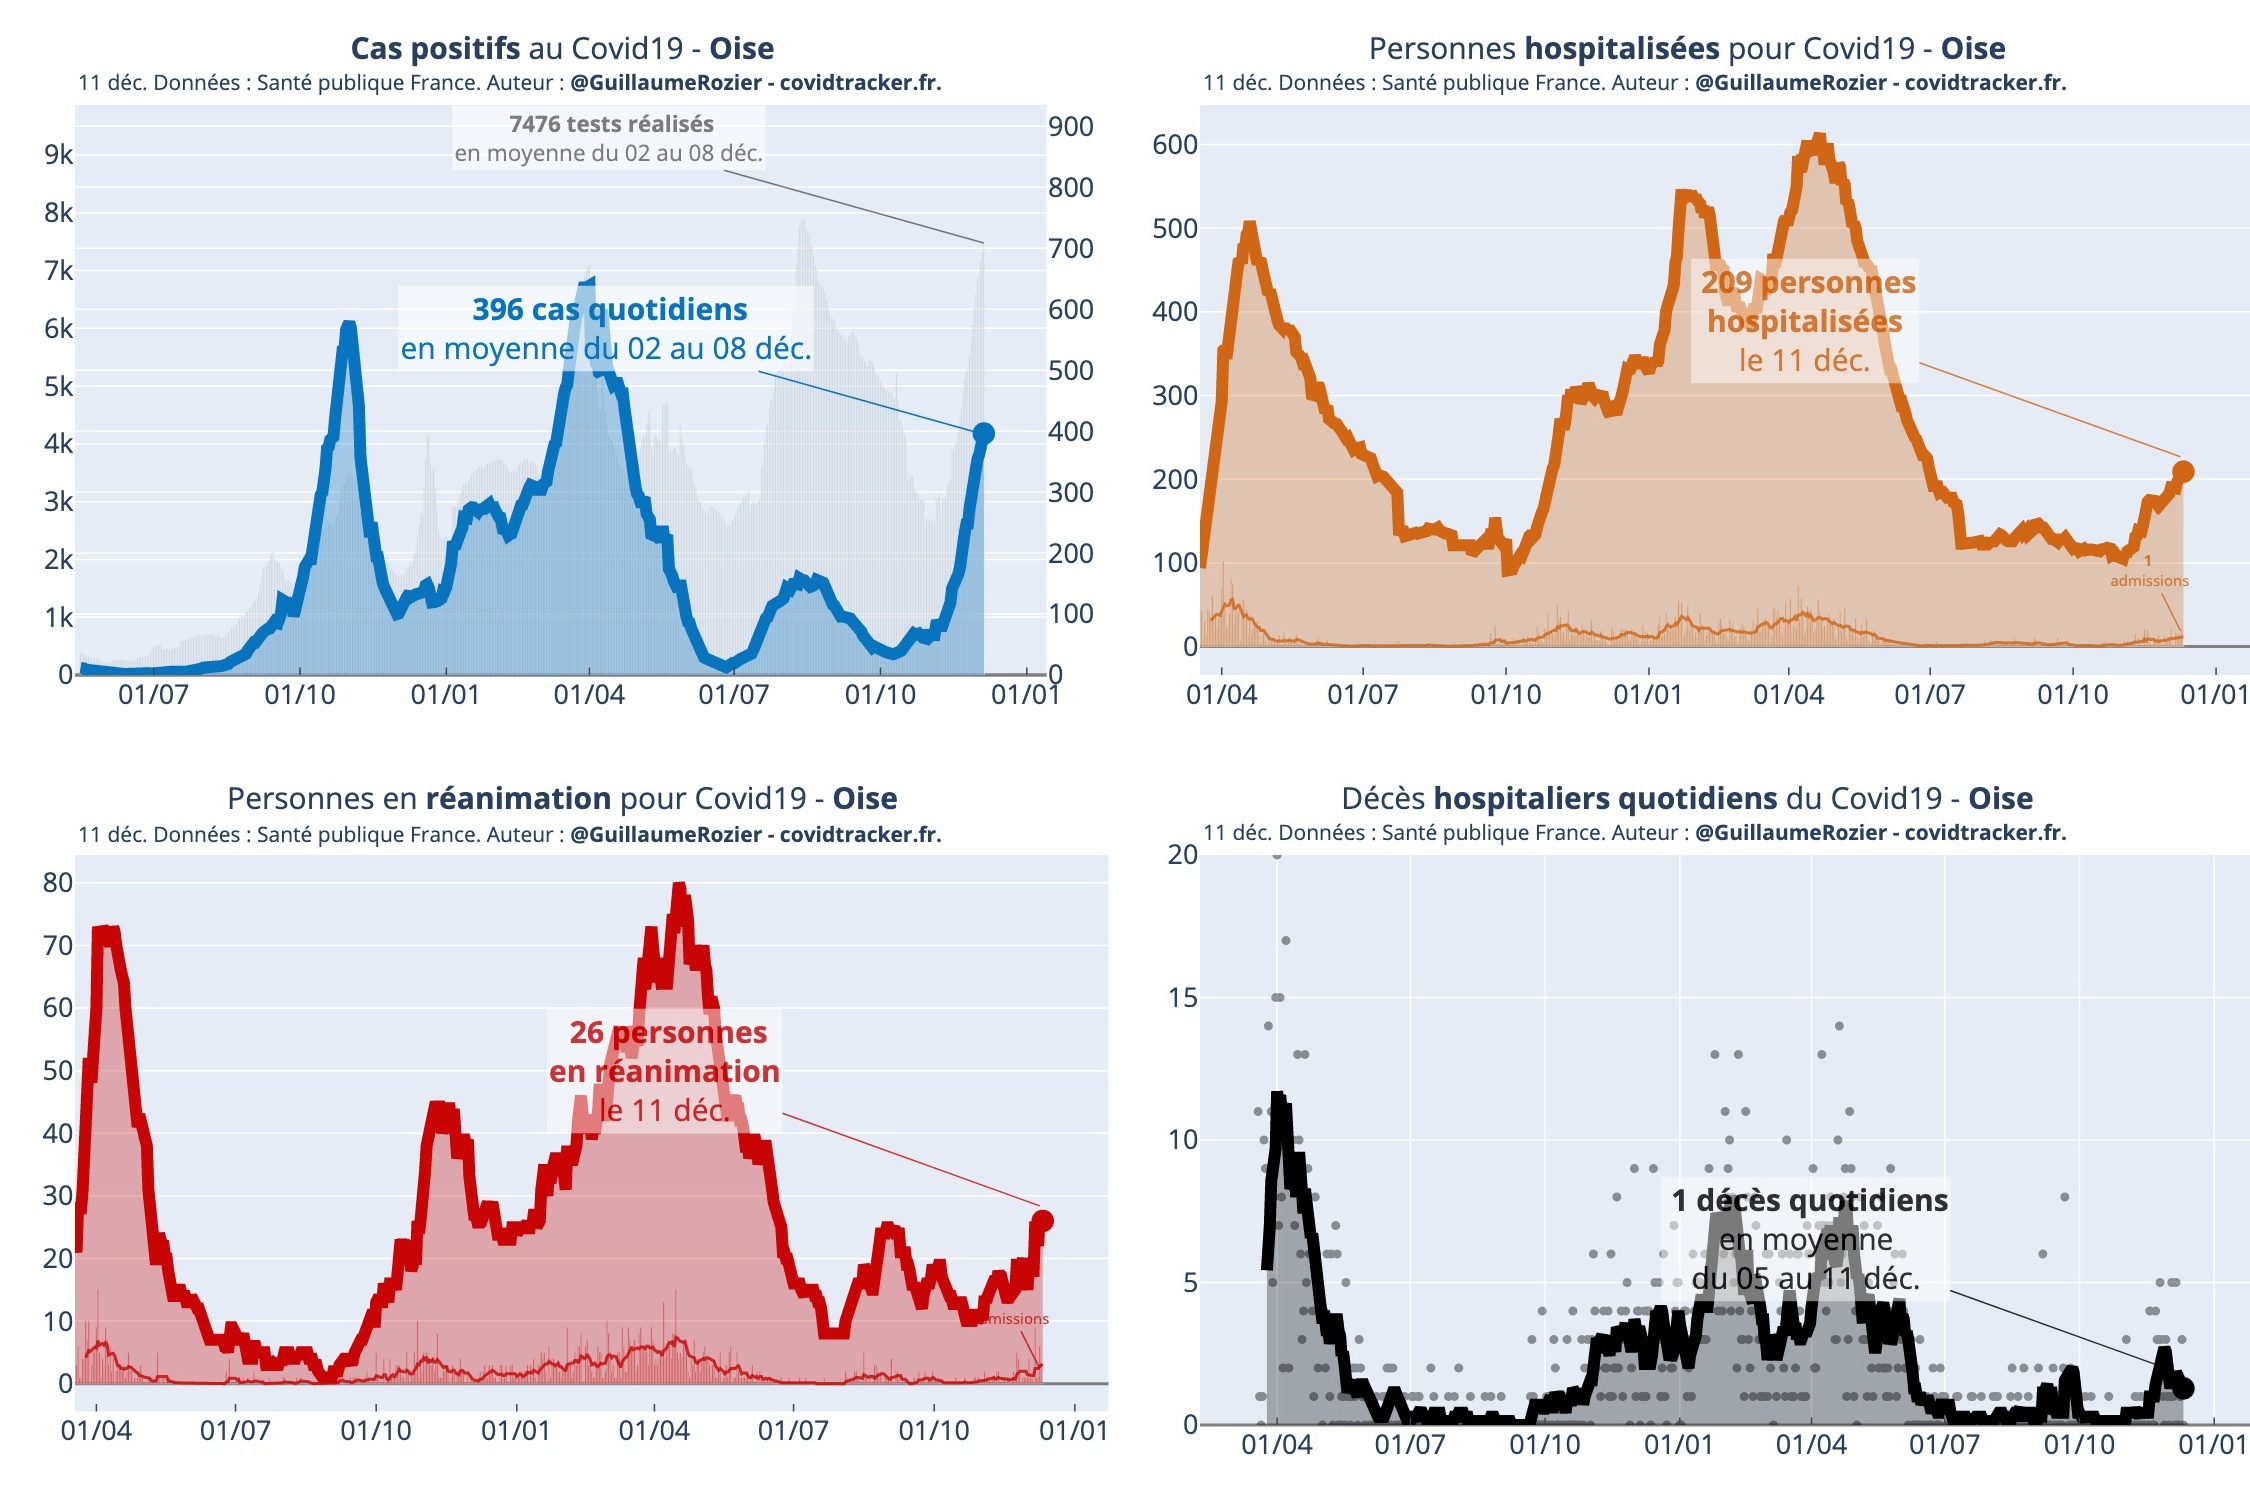 Cas positifs au Covid19 - Oise
11 déc. Données : Santé publique France. Auteur : @GuillaumeRozier - covidtracker.fr.
7476 tests réalisés
en moyenne du 02 au 08 déc.
396 cas quotidiens
en moyenne du 02 au 08 déc.
9k
8k
7k
6k
5k
4k
3k
2k
1k
0
900
800
700
600
500
400
300
200
100
0
01/07 01/10 01/01 01/04 01/07 01/10 01/01
Personnes hospitalisées pour Covid19 - Oise
11 déc. Données : Santé publique France. Auteur : @GuillaumeRozier - covidtracker.fr.
600
500
400
300
200
100
0
209 personnes
hospitalisées
le 11 déc.
1
admissions
01/04 01/07 01/10 01/01 01/04 01/07 01/10 01/01
Personnes en réanimation pour Covid19 - Oise
11 déc. Données : Santé publique France. Auteur : @GuillaumeRozier - covidtracker.fr.
80
70
60
50
40
30
20
10
0
26 personnes
en réanimation
le 11 déc.
01/04 01/07 01/10 01/01 01/04 01/07 01/10 01/01
Décès hospitaliers quotidiens du Covid19 - Oise
11 déc. Données : Santé publique France. Auteur : @GuillaumeRozier - covidtracker.fr.
20
15
10
5
0
1 décès quotidiens
en moyenne
du 05 au 11 déc.
01/04 01/07 01/10 01/01 01/04 01/07 01/10 01/01